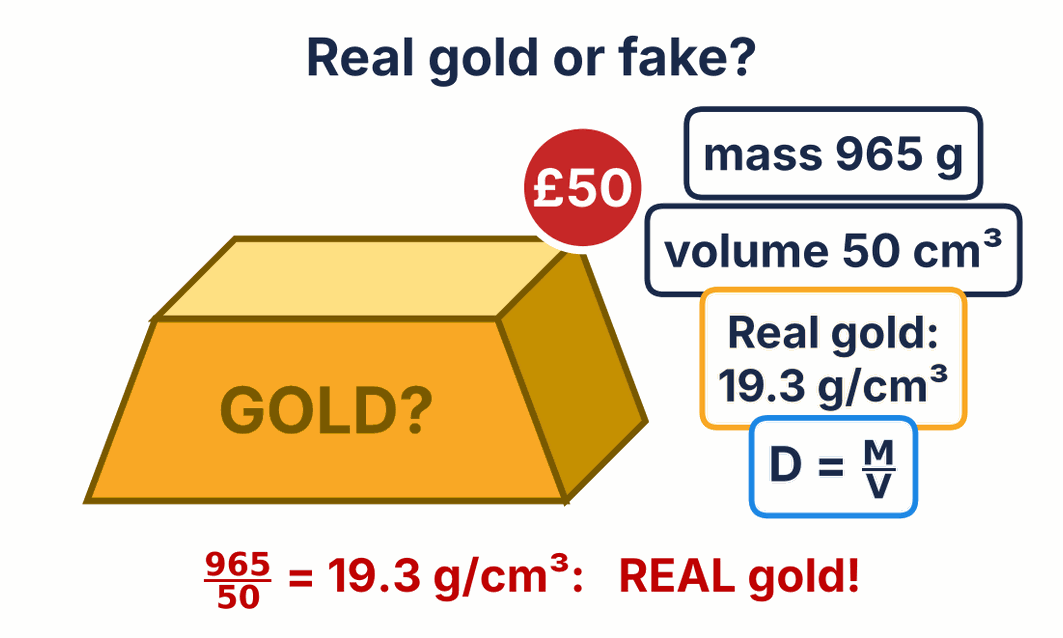 Real gold or fake?
£50
mass 965 g
volume 50 cm³
Real gold:
19.3 g/cm³
D = M/V
GOLD?
965/50 = 19.3 g/cm³: REAL gold!